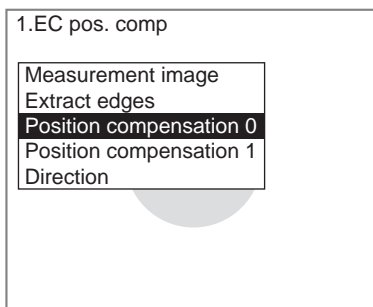 1.EC pos. comp
Measurement image
Extract edges
Position compensation 0
Position compensation 1
Direction